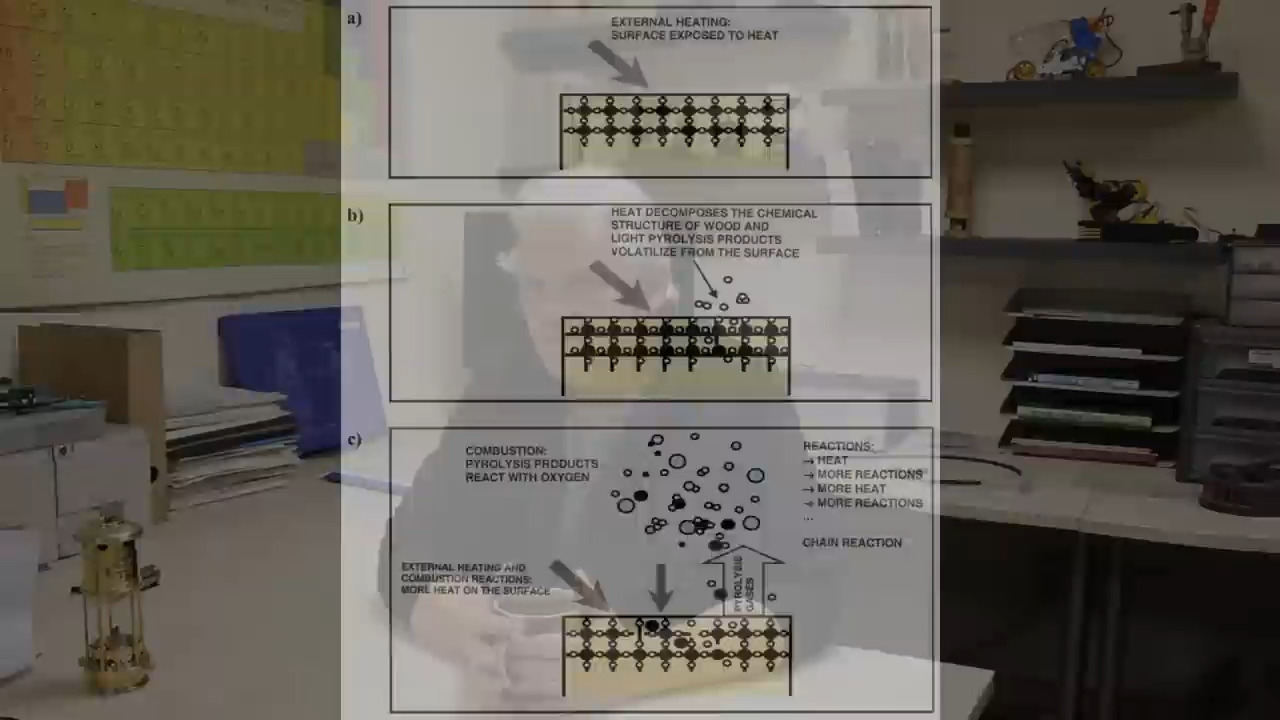 a)
EXTERNAL HEATING:
SURFACE EXPOSED TO HEAT
b)
HEAT DECOMPOSES THE CHEMICAL
STRUCTURE OF WOOD AND
LIGHT PYROLYSIS PRODUCTS
VOLATILIZE FROM THE SURFACE
c)
COMBUSTION:
PYROLYSIS PRODUCTS
REACT WITH OXYGEN
REACTIONS:
→ HEAT
→ MORE REACTIONS
→ MORE HEAT
→ MORE REACTIONS
...
CHAIN REACTION
EXTERNAL HEATING AND
COMBUSTION REACTIONS:
MORE HEAT ON THE SURFACE
PYROLYSIS
GASES